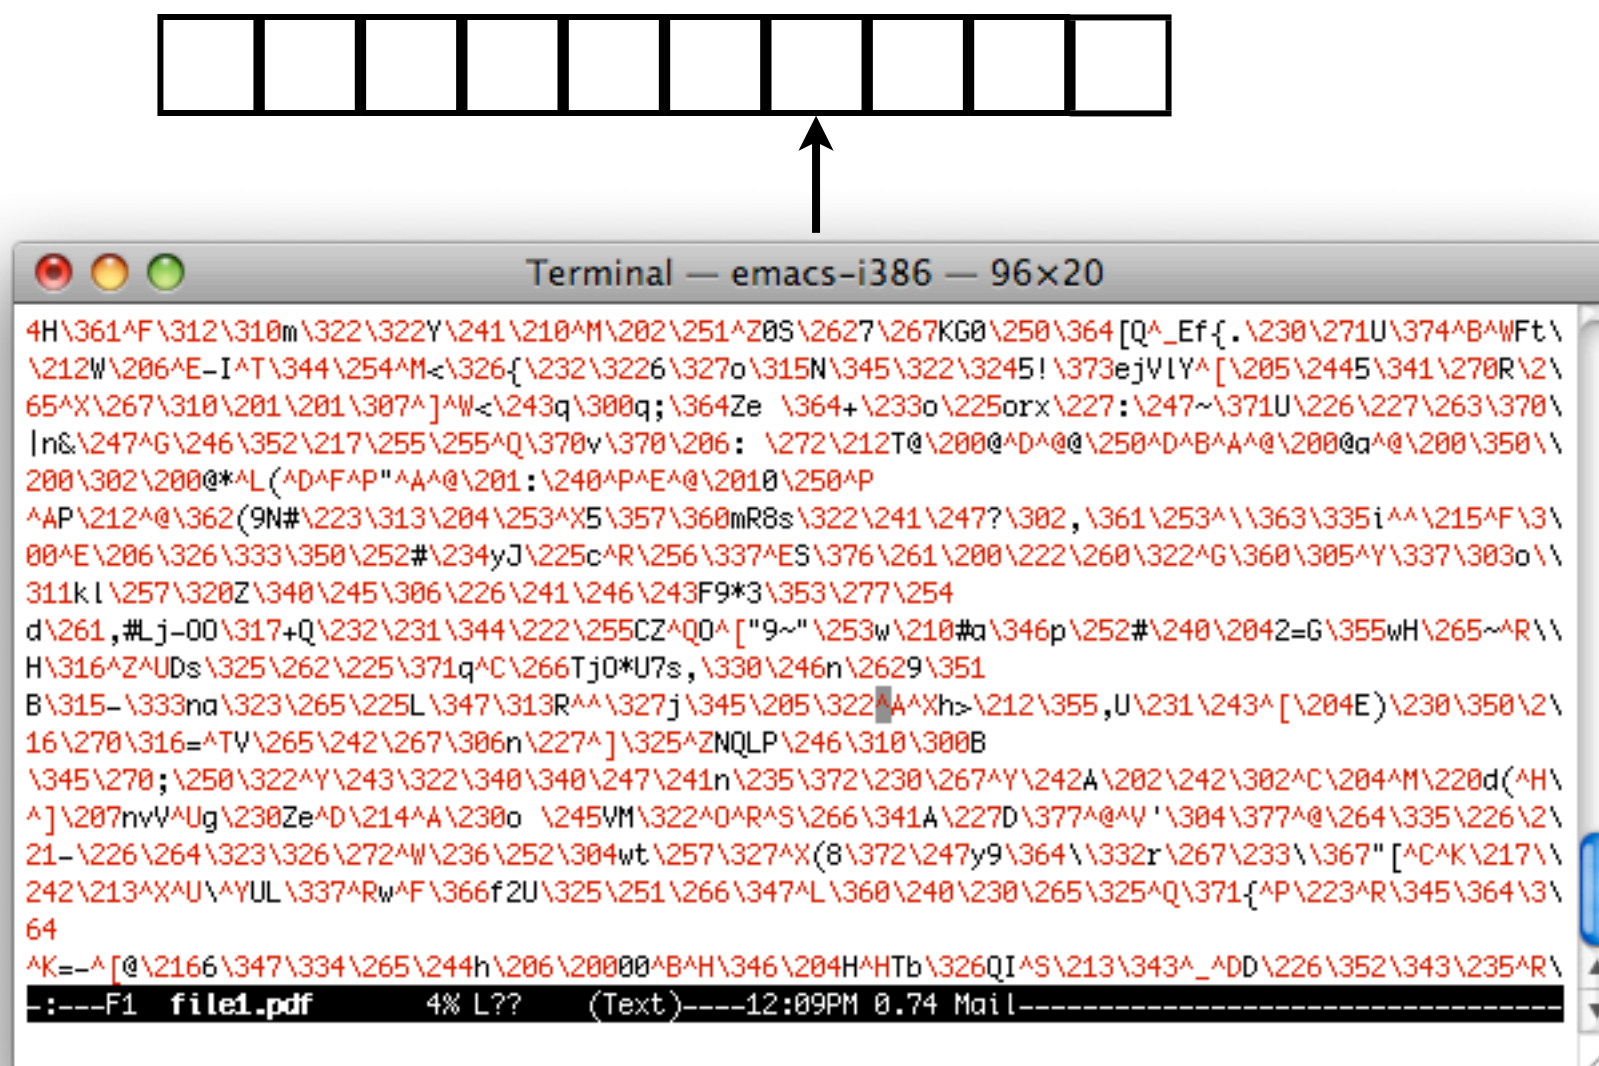 Terminal — emacs-i386 — 96×20
4H\361^F\312\310m\322\322Y\241\210^M\202\251^Z0S\2627\267KG0\250\364[Q^_Ef{.\230\271U\374^B^WFt\
\212W\206^E-I^T\344\254^M<\326{\232\3226\327o\315N\345\322\3245!\373ejVlY^[\205\2445\341\270R\2\
65^X\267\310\201\201\307^]^W<\243q\300q;\364Ze \364+\233o\225orx\227:\247~\371U\226\227\263\370\
|n&\247^G\246\352\217\255\255^Q\370v\370\206: \272\212T@\200@^D^@@\250^D^B^A^@\200@a^@\200\350\\
200\302\200@*^L(^D^F^P"^A^@\201:\240^P^E^@\2010\250^P
^AP\212^@\362(9N#\223\313\204\253^X5\357\360mR8s\322\241\247?\302,\361\253^\\363\335i^^\215^F\3\
00^E\206\326\333\350\252#\234yJ\225c^R\256\337^ES\376\261\200\222\260\322^G\360\305^Y\337\303o\\
311kl\257\320Z\340\245\306\226\241\246\243F9*3\353\277\254
d\261,#Lj-OO\317+Q\232\231\344\222\255CZ^QO^["9~"\253w\210#a\346p\252#\240\2042=G\355wH\265~^R\\
H\316^Z^UDs\325\262\225\371q^C\266TjO*U7s,\330\246n\2629\351
B\315-\333na\323\265\225L\347\313R^^\327j\345\205\322^A^Xh>\212\355,U\231\243^[\204E)\230\350\2\
16\270\316=^TV\265\242\267\306n\227^]\325^ZNQLP\246\310\300B
\345\270;\250\322^Y\243\322\340\340\247\241n\235\372\230\267^Y\242A\202\242\302^C\204^M\220d(^H\
^]\207nvV^Ug\230Ze^D\214^A\230o \245VM\322^O^R^S\266\341A\227D\377^@^V'\304\377^@\264\335\226\2\
21-\226\264\323\326\272^W\236\252\304wt\257\327^X(8\372\247y9\364\\332r\267\233\\367"[^C^K\217\\
242\213^X^U\^YUL\337^Rw^F\366f2U\325\251\266\347^L\360\240\230\265\325^Q\371{^P\223^R\345\364\3\
64
^K=-^[@\2166\347\334\265\244h\206\20000^B^H\346\204H^HTb\326QI^S\213\343^_^DD\226\352\343\235^R\
-:---F1  file1.pdf       4% L??    (Text)----12:09PM 0.74 Mail----------------------------------